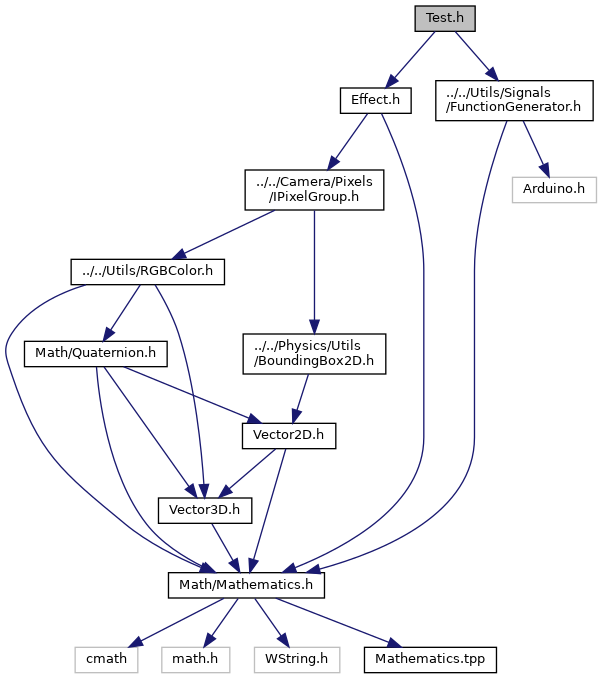 Test.h
Effect.h
../../Utils/Signals
/FunctionGenerator.h
../../Camera/Pixels
/IPixelGroup.h
Arduino.h
../../Utils/RGBColor.h
Math/Quaternion.h
../../Physics/Utils
/BoundingBox2D.h
Vector2D.h
Vector3D.h
Math/Mathematics.h
cmath
math.h
WString.h
Mathematics.tpp